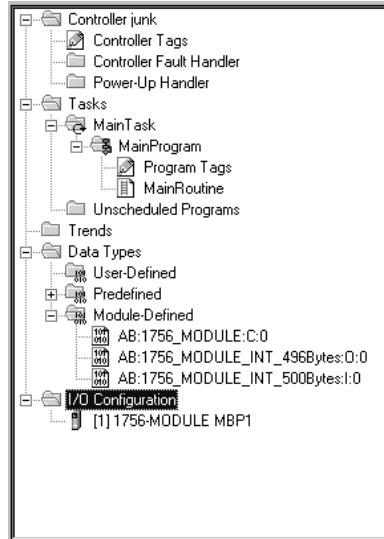 Controller junk
Controller Tags
Controller Fault Handler
Power-Up Handler
Tasks
MainTask
MainProgram
Program Tags
MainRoutine
Unscheduled Programs
Trends
Data Types
User-Defined
Predefined
Module-Defined
AB:1756_MODULE:C:0
AB:1756_MODULE_INT_496Bytes:O:0
AB:1756_MODULE_INT_500Bytes:I:0
I/O Configuration
[1] 1756-MODULE MBP1